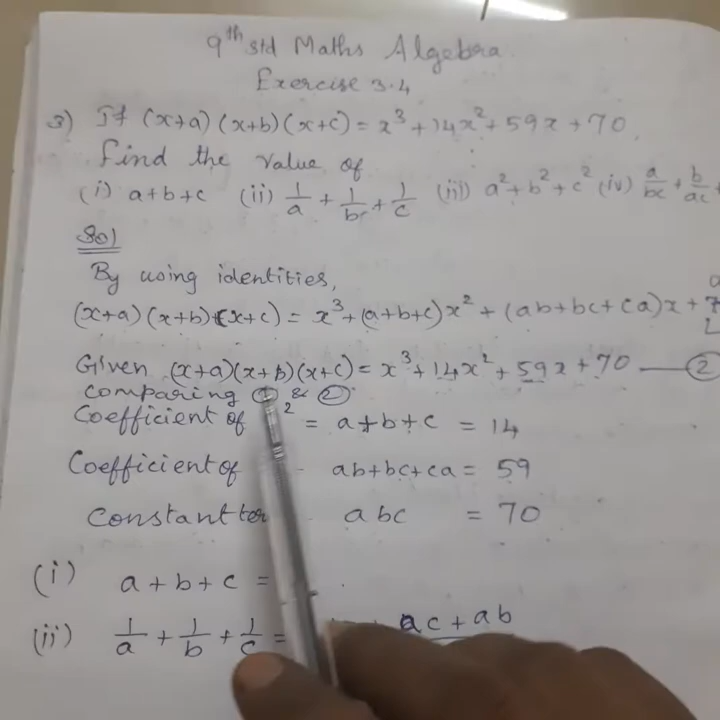 9th std Maths Algebra
Exercise 3.4
3) If (x+a)(x+b)(x+c) = x³+14x²+59x+70.
find the value of
(i) a+b+c (ii) 1/a + 1/b + 1/c (iii) a²+b²+c² (iv) a/bc + b/ac +
Sol
By using identities,
(x+a)(x+b)(x+c) = x³+(a+b+c)x²+(ab+bc+ca)x+
Given (x+a)(x+b)(x+c) = x³+14x²+59x+70 — ②
Comparing ① & ②.
Coefficient of ² = a+b+c = 14
Coefficient of ab+bc+ca = 59
Constant ab c = 70
(i) a+b+c =
(ii) 1/a + 1/b + 1/c = ac+ab